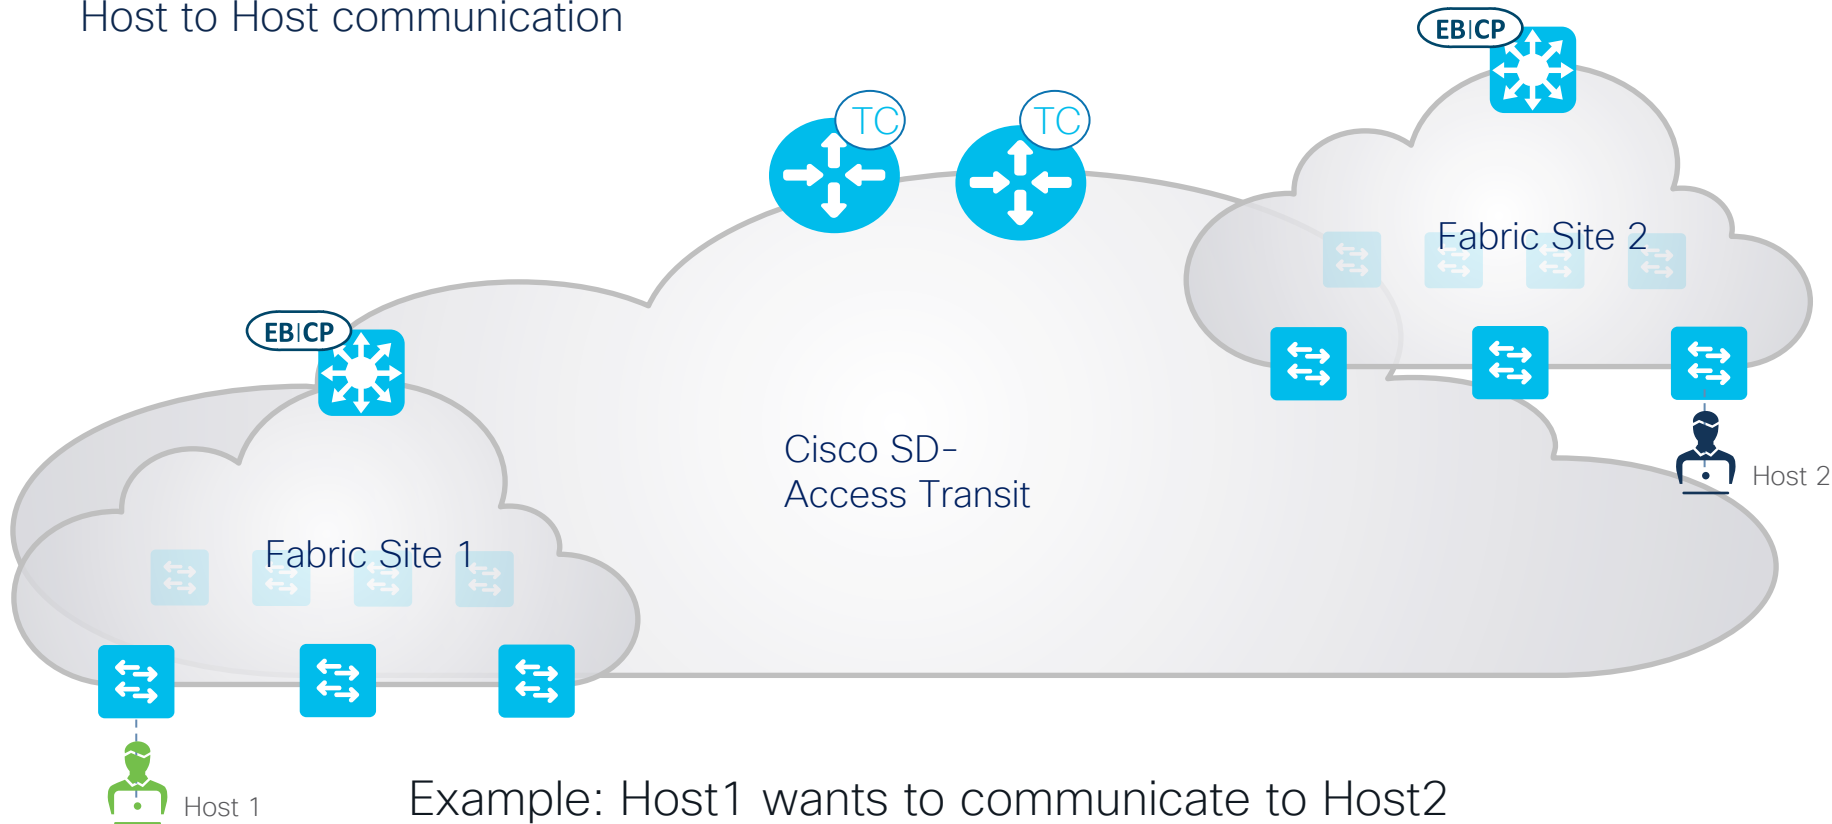 Host to Host communication
EB|CP
TC
TC
Fabric Site 2
EB|CP
Cisco SD-
Access Transit
Host 2
Fabric Site 1
Host 1
Example: Host1 wants to communicate to Host2